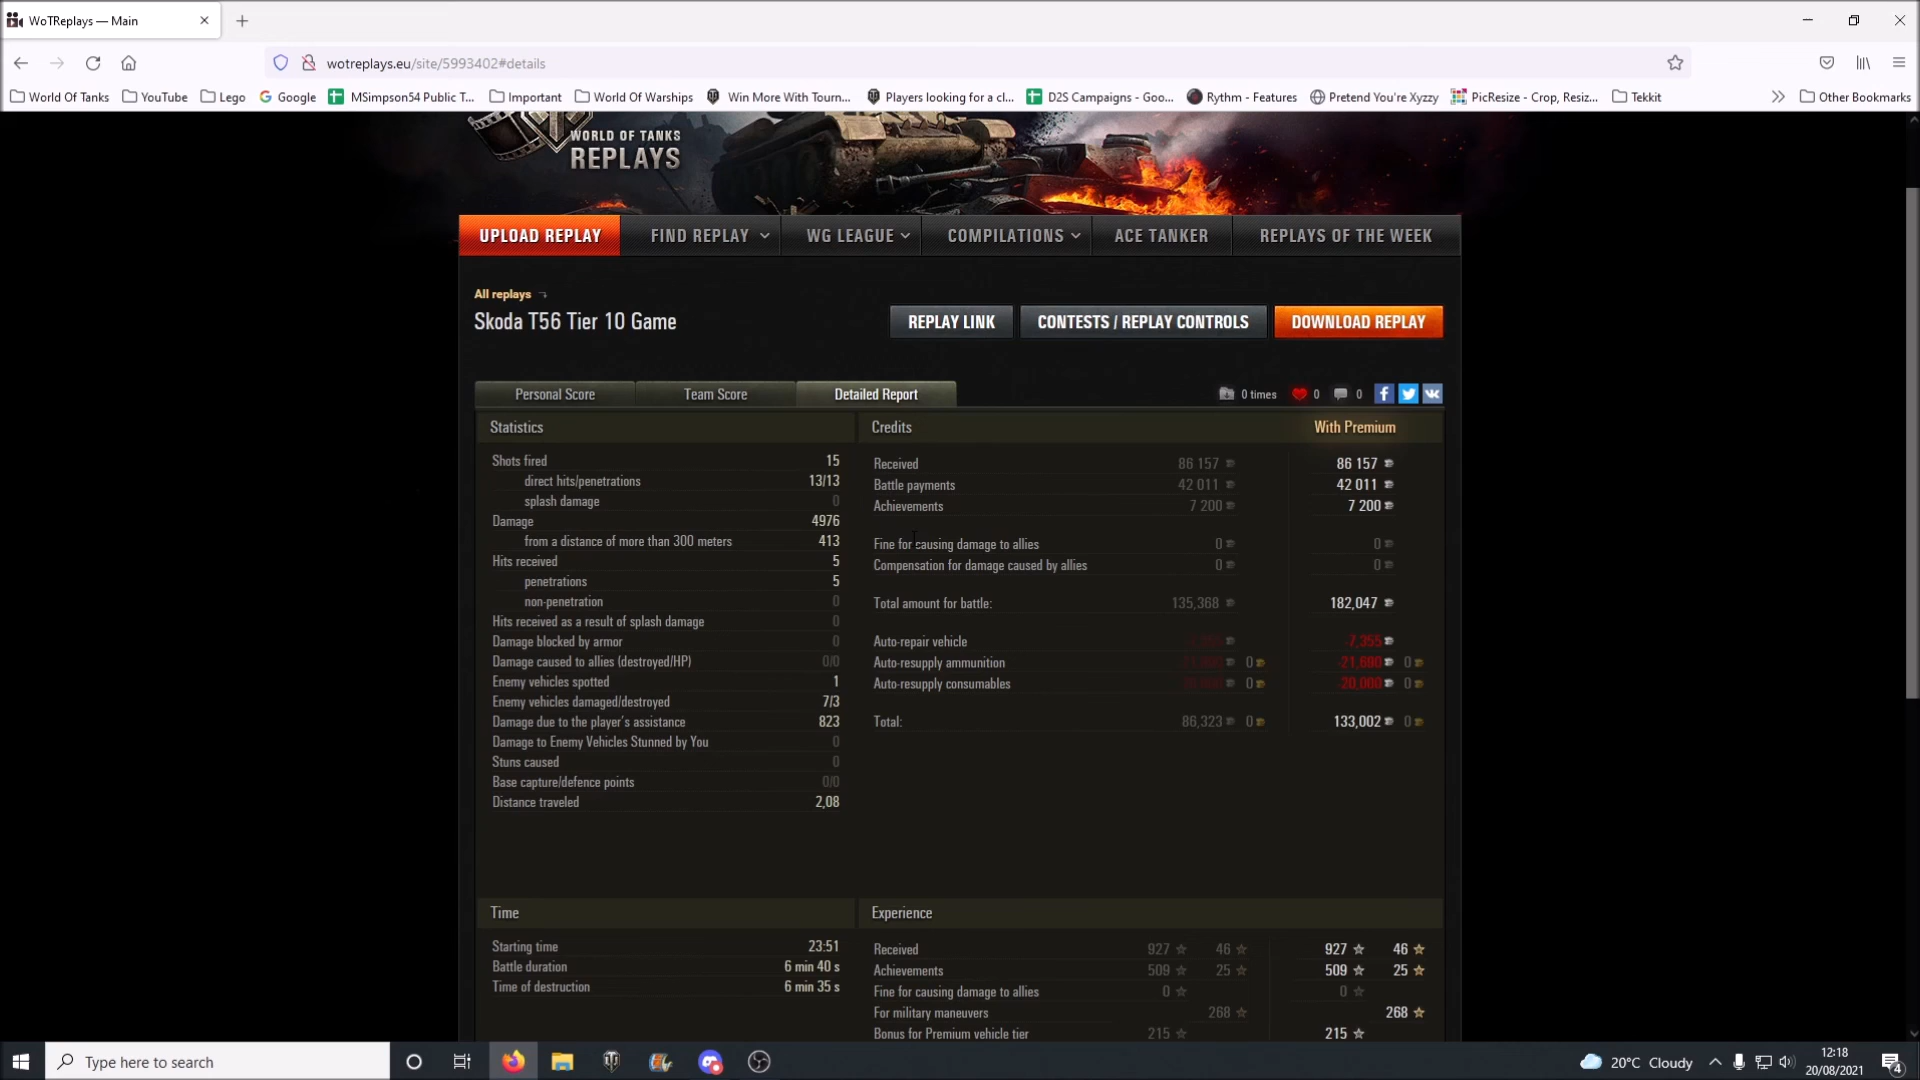 WoTReplays — Main
wotreplays.eu/site/5993402#details
World Of Tanks YouTube Lego Google MSimpson54 Public T... Important World Of Warships Win More With Tourn... Players looking for a cl... D2S Campaigns - Goo... Rythm - Features Pretend You're Xyzzy PicResize - Crop, Resiz... Tekkit Other Bookmarks
WORLD OF TANKS
REPLAYS
UPLOAD REPLAY FIND REPLAY WG LEAGUE COMPILATIONS ACE TANKER REPLAYS OF THE WEEK
All replays
Skoda T56 Tier 10 Game
REPLAY LINK CONTESTS / REPLAY CONTROLS DOWNLOAD REPLAY
Personal Score Team Score Detailed Report 0 times 0 0
Statistics
Shots fired 15
direct hits/penetrations 13/13
splash damage 0
Damage 4976
from a distance of more than 300 meters 413
Hits received 5
penetrations 5
non-penetration 0
Hits received as a result of splash damage 0
Damage blocked by armor 0
Damage caused to allies (destroyed/HP) 0/0
Enemy vehicles spotted 1
Enemy vehicles damaged/destroyed 7/3
Damage due to the player's assistance 823
Damage to Enemy Vehicles Stunned by You 0
Stuns caused 0
Base capture/defence points 0/0
Distance traveled 2,08
Credits With Premium
Received 86 157 86 157
Battle payments 42 011 42 011
Achievements 7 200 7 200
Fine for causing damage to allies 0 0
Compensation for damage caused by allies 0 0
Total amount for battle: 135,368 182,047
Auto-repair vehicle -7,355
Auto-resupply ammunition 0 -21,690 0
Auto-resupply consumables 0 -20,000 0
Total: 86,323 0 133,002 0
Time
Starting time 23:51
Battle duration 6 min 40 s
Time of destruction 6 min 35 s
Experience
Received 927 46 927 46
Achievements 509 25 509 25
Fine for causing damage to allies 0 0
For military maneuvers 268 268
Bonus for Premium vehicle tier 215 215
Type here to search
20°C Cloudy
12:18
20/08/2021
4